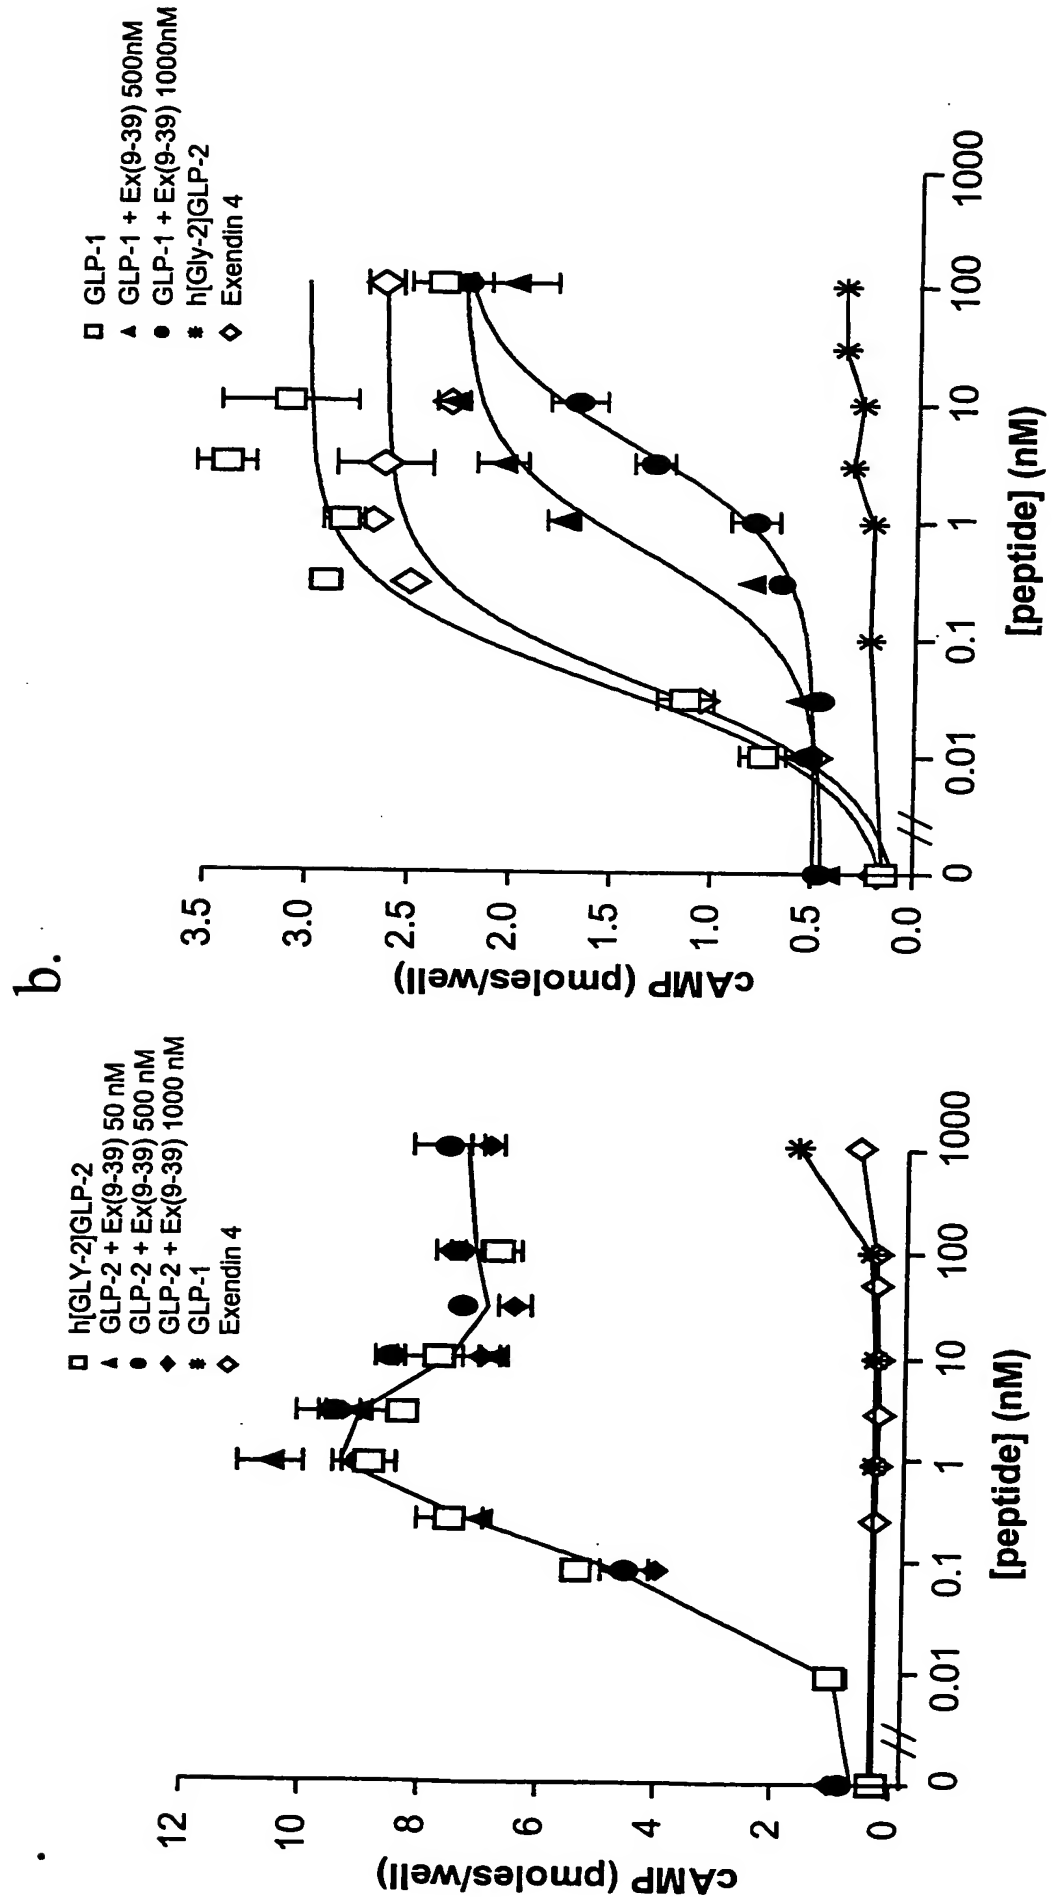 h[GLY-2]GLP-2
GLP-2 + Ex(9-39) 50 nM
GLP-2 + Ex(9-39) 500 nM
GLP-2 + Ex(9-39) 1000 nM
GLP-1
Exendin 4
cAMP (pmoles/well)
12
10
8
6
4
2
0
0
0.01
0.1
1
10
100
1000
[peptide] (nM)
b.
GLP-1
GLP-1 + Ex(9-39) 500nM
GLP-1 + Ex(9-39) 1000nM
h[Gly-2]GLP-2
Exendin 4
cAMP (pmoles/well)
3.5
3.0
2.5
2.0
1.5
1.0
0.5
0.0
0
0.01
0.1
1
10
100
1000
[peptide] (nM)